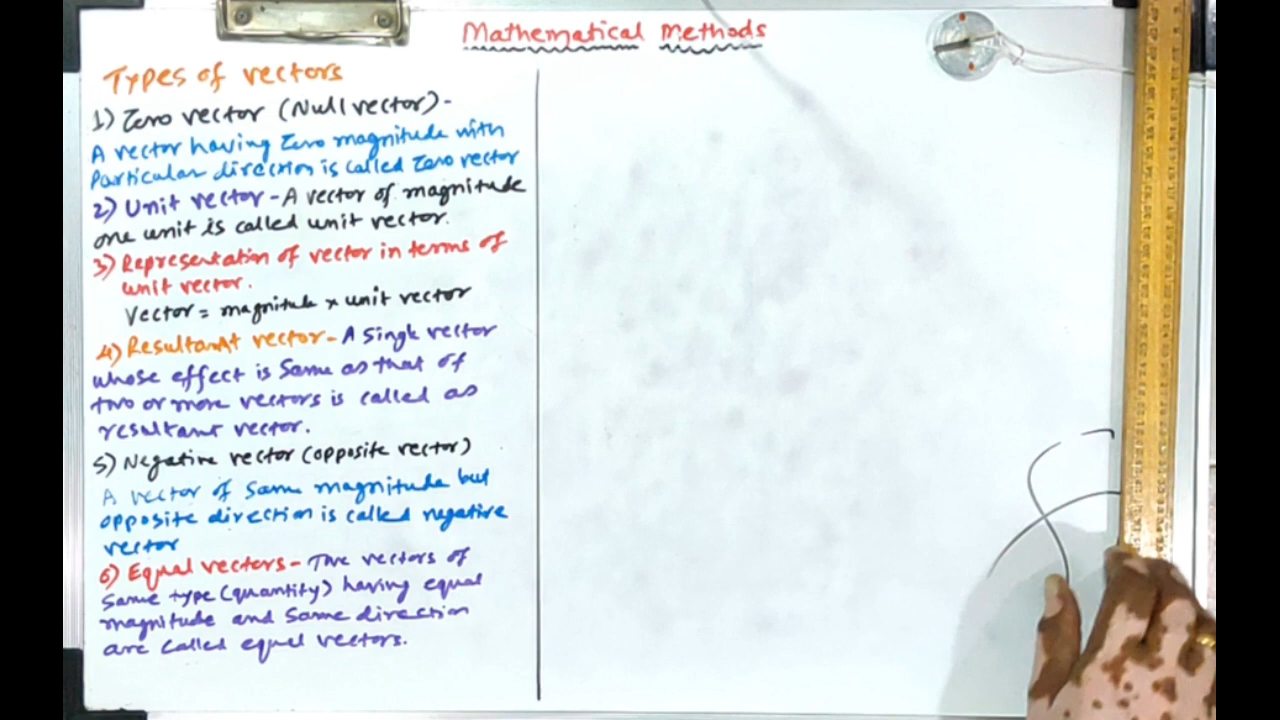 Mathematical Methods
Types of vectors
1) Zero vector (Null vector) -
A vector having Zero magnitude with
Particular direction is called Zero vector
2) Unit vector - A vector of magnitude
one unit is called unit vector.
3) Representation of vector in terms of
unit vector.
Vector = magnitude x unit vector
4) Resultant vector - A Single vector
whose effect is Same as that of
two or more vectors is called as
resultant vector.
5) Negative vector (opposite vector)
A vector of Same magnitude but
opposite direction is called negative
vector
6) Equal vectors - Two vectors of
Same type (quantity) having equal
magnitude and Same direction
are called equal vectors.